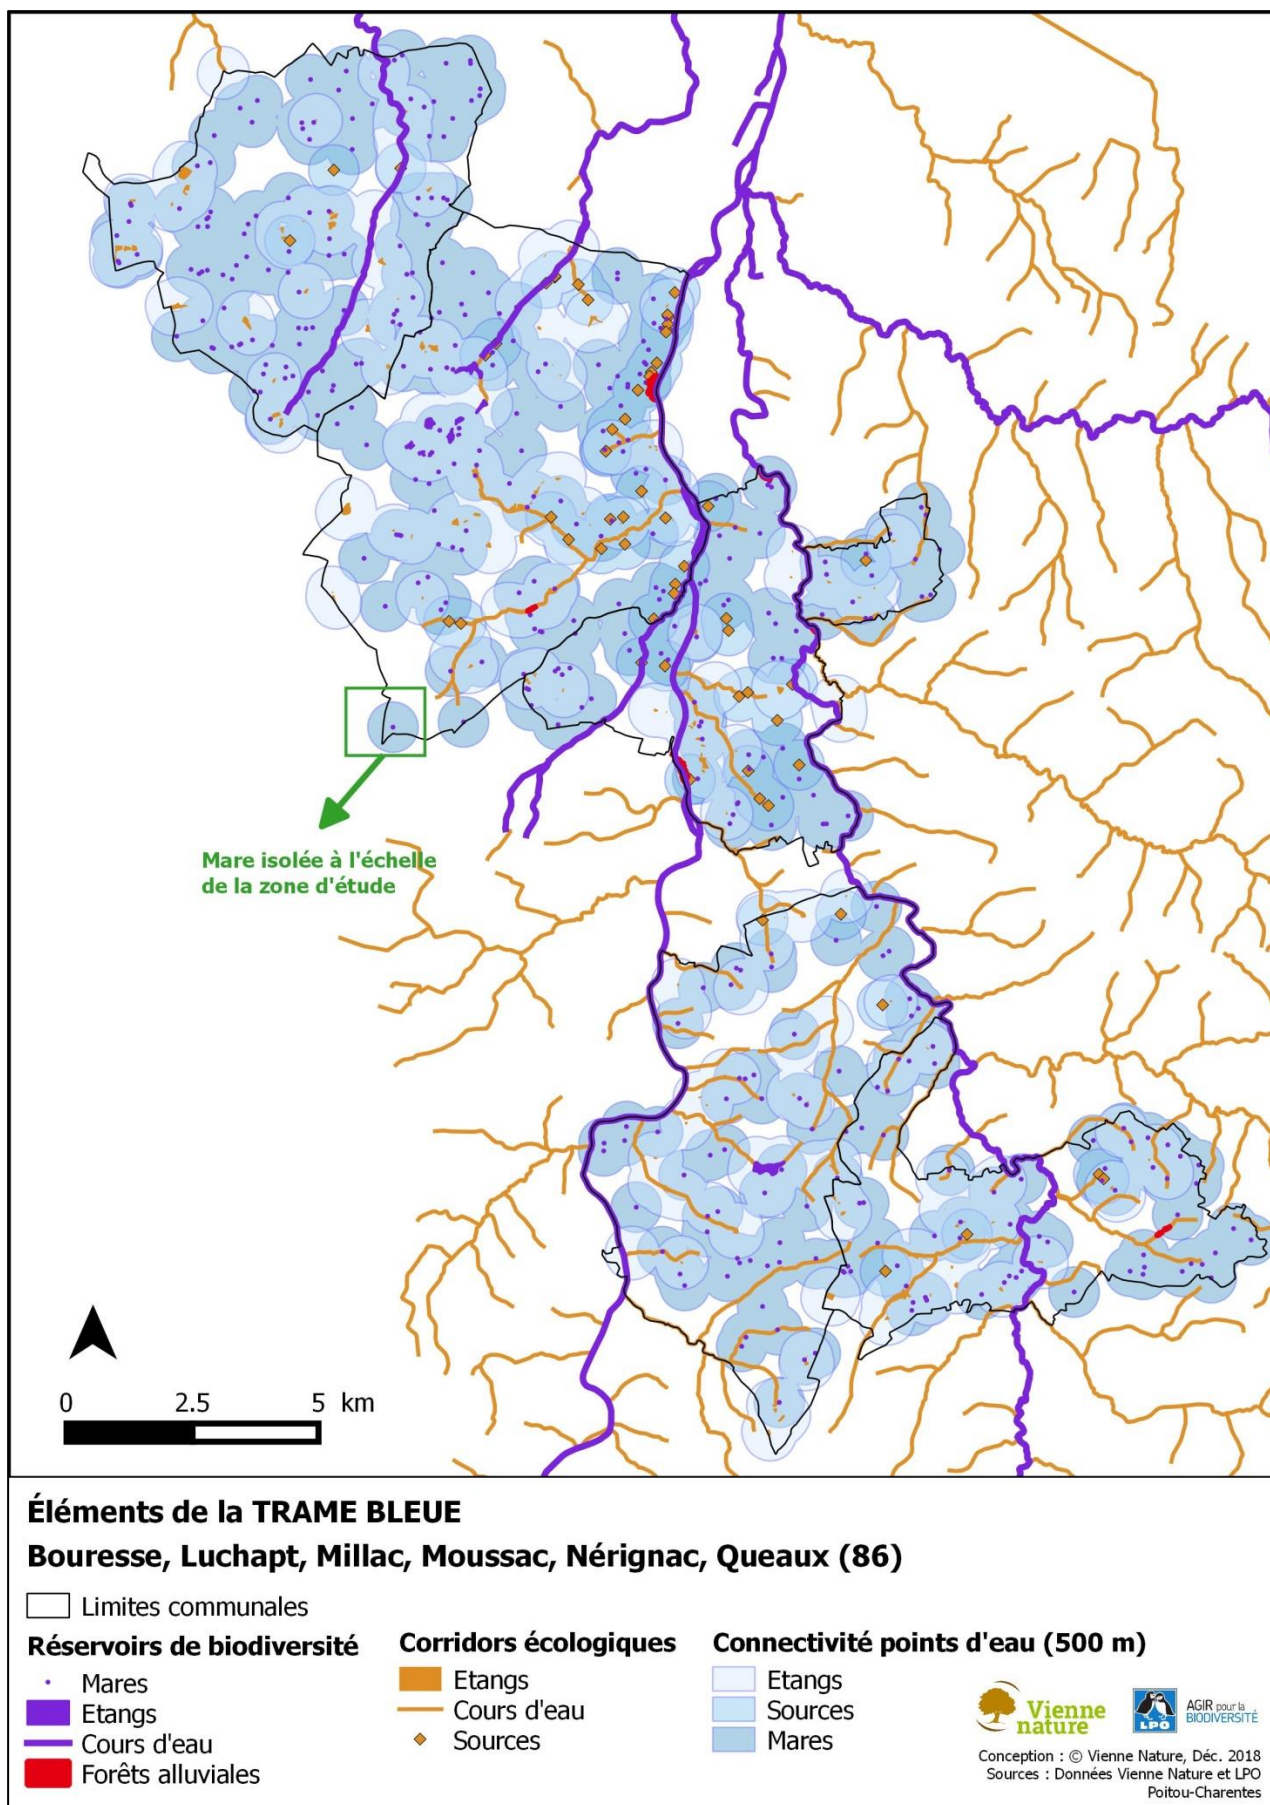 Mare isolée à l'échelle
de la zone d'étude
0 2.5 5 km
Éléments de la TRAME BLEUE
Bouresse, Luchapt, Millac, Moussac, Nérignac, Queaux (86)
Limites communales
Réservoirs de biodiversité
Mares
Etangs
Cours d'eau
Forêts alluviales
Corridors écologiques
Etangs
Cours d'eau
Sources
Connectivité points d'eau (500 m)
Etangs
Sources
Mares
Vienne
nature
LPO
AGIR pour la
BIODIVERSITÉ
Conception : © Vienne Nature, Déc. 2018
Sources : Données Vienne Nature et LPO
Poitou-Charentes